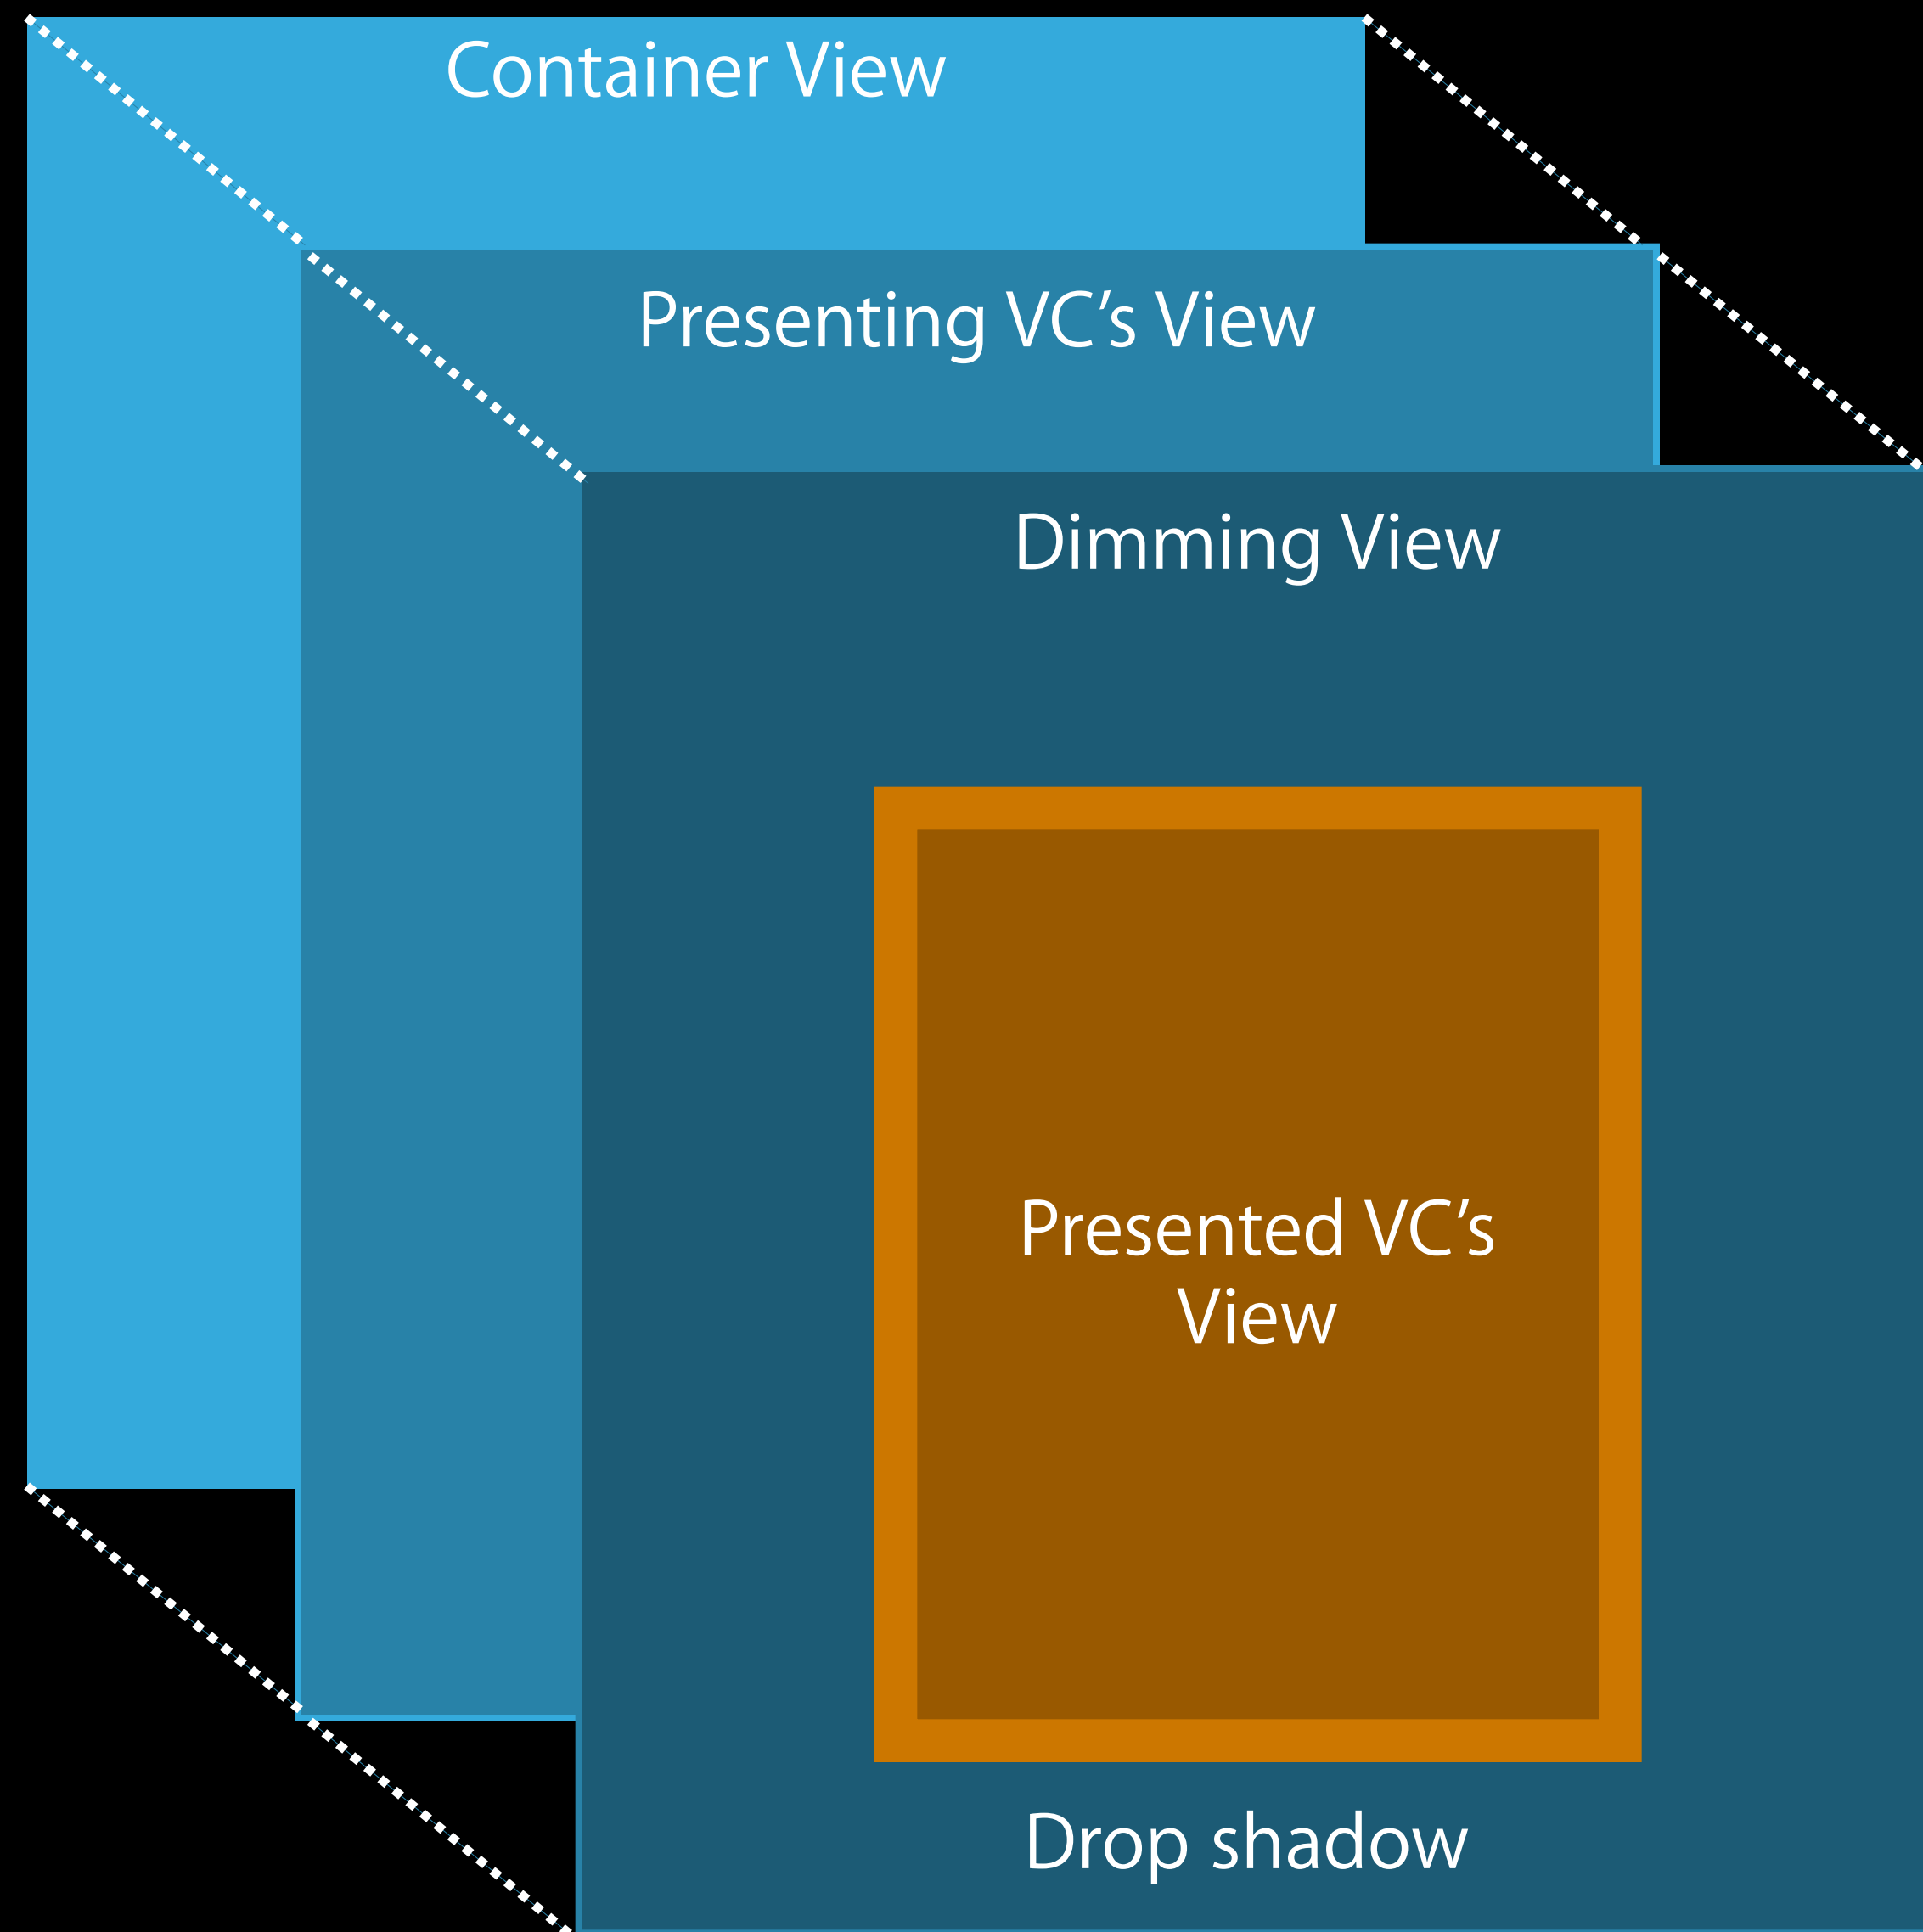 Container View
Presenting VC’s View
Dimming View
Presented VC’s
View
Drop shadow